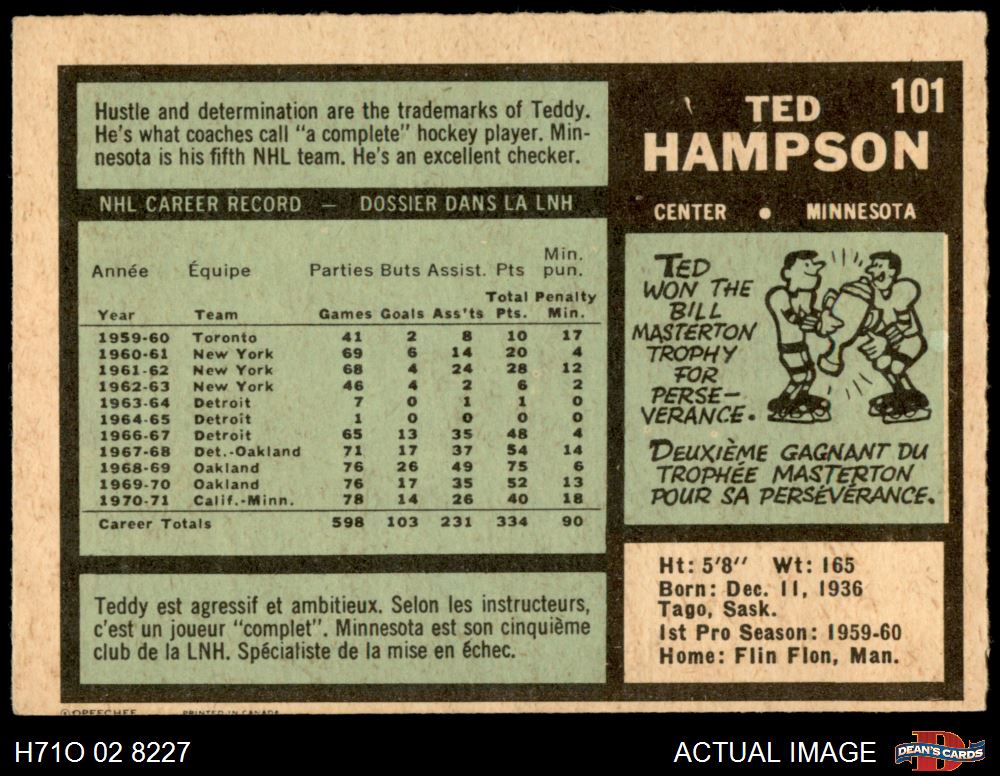 Hustle and determination are the trademarks of Teddy.
He's what coaches call "a complete" hockey player. Min-
nesota is his fifth NHL team. He's an excellent checker.
NHL CAREER RECORD — DOSSIER DANS LA LNH
Année Équipe Parties Buts Assist. Pts Min. pun.
Year Team Games Goals Ass'ts Total Pts. Penalty Min.
1959-60 Toronto 41 2 8 10 17
1960-61 New York 69 6 14 20 4
1961-62 New York 68 4 24 28 12
1962-63 New York 46 4 2 6 2
1963-64 Detroit 7 0 1 1 0
1964-65 Detroit 1 0 0 0 0
1966-67 Detroit 65 13 35 48 4
1967-68 Det.-Oakland 71 17 37 54 14
1968-69 Oakland 76 26 49 75 6
1969-70 Oakland 76 17 35 52 13
1970-71 Calif.-Minn. 78 14 26 40 18
Career Totals 598 103 231 334 90
Teddy est agressif et ambitieux. Selon les instructeurs,
c'est un joueur "complet". Minnesota est son cinquième
club de la LNH. Spécialiste de la mise en échec.
101
TED
HAMPSON
CENTER ● MINNESOTA
TED
WON THE
BILL
MASTERTON
TROPHY
FOR
PERSE-
VERANCE.
DEUXIÈME GAGNANT DU
TROPHÉE MASTERTON
POUR SA PERSÉVÉRANCE.
Ht: 5'8" Wt: 165
Born: Dec. 11, 1936
Tago, Sask.
1st Pro Season: 1959-60
Home: Flin Flon, Man.
© OPEECHEE PRINTED IN CANADA
H71O 02 8227
ACTUAL IMAGE
DEAN'S CARDS